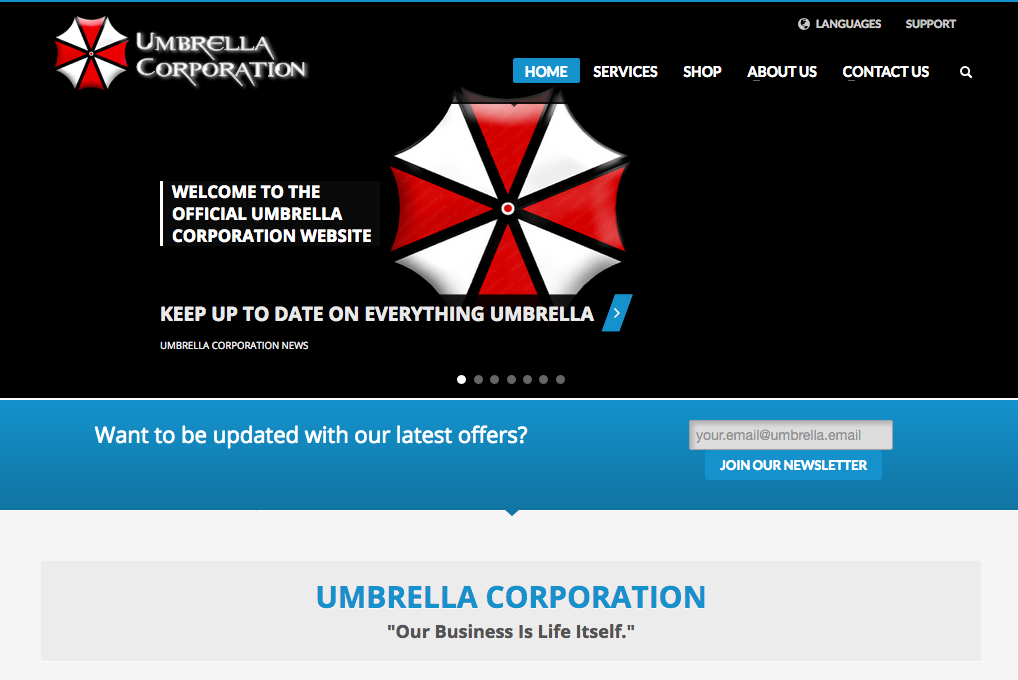 UMBRELLA
CORPORATION
LANGUAGES SUPPORT
HOME SERVICES SHOP ABOUT US CONTACT US
WELCOME TO THE
OFFICIAL UMBRELLA
CORPORATION WEBSITE
KEEP UP TO DATE ON EVERYTHING UMBRELLA
UMBRELLA CORPORATION NEWS
Want to be updated with our latest offers?
your.email@umbrella.email
JOIN OUR NEWSLETTER
UMBRELLA CORPORATION
"Our Business Is Life Itself."